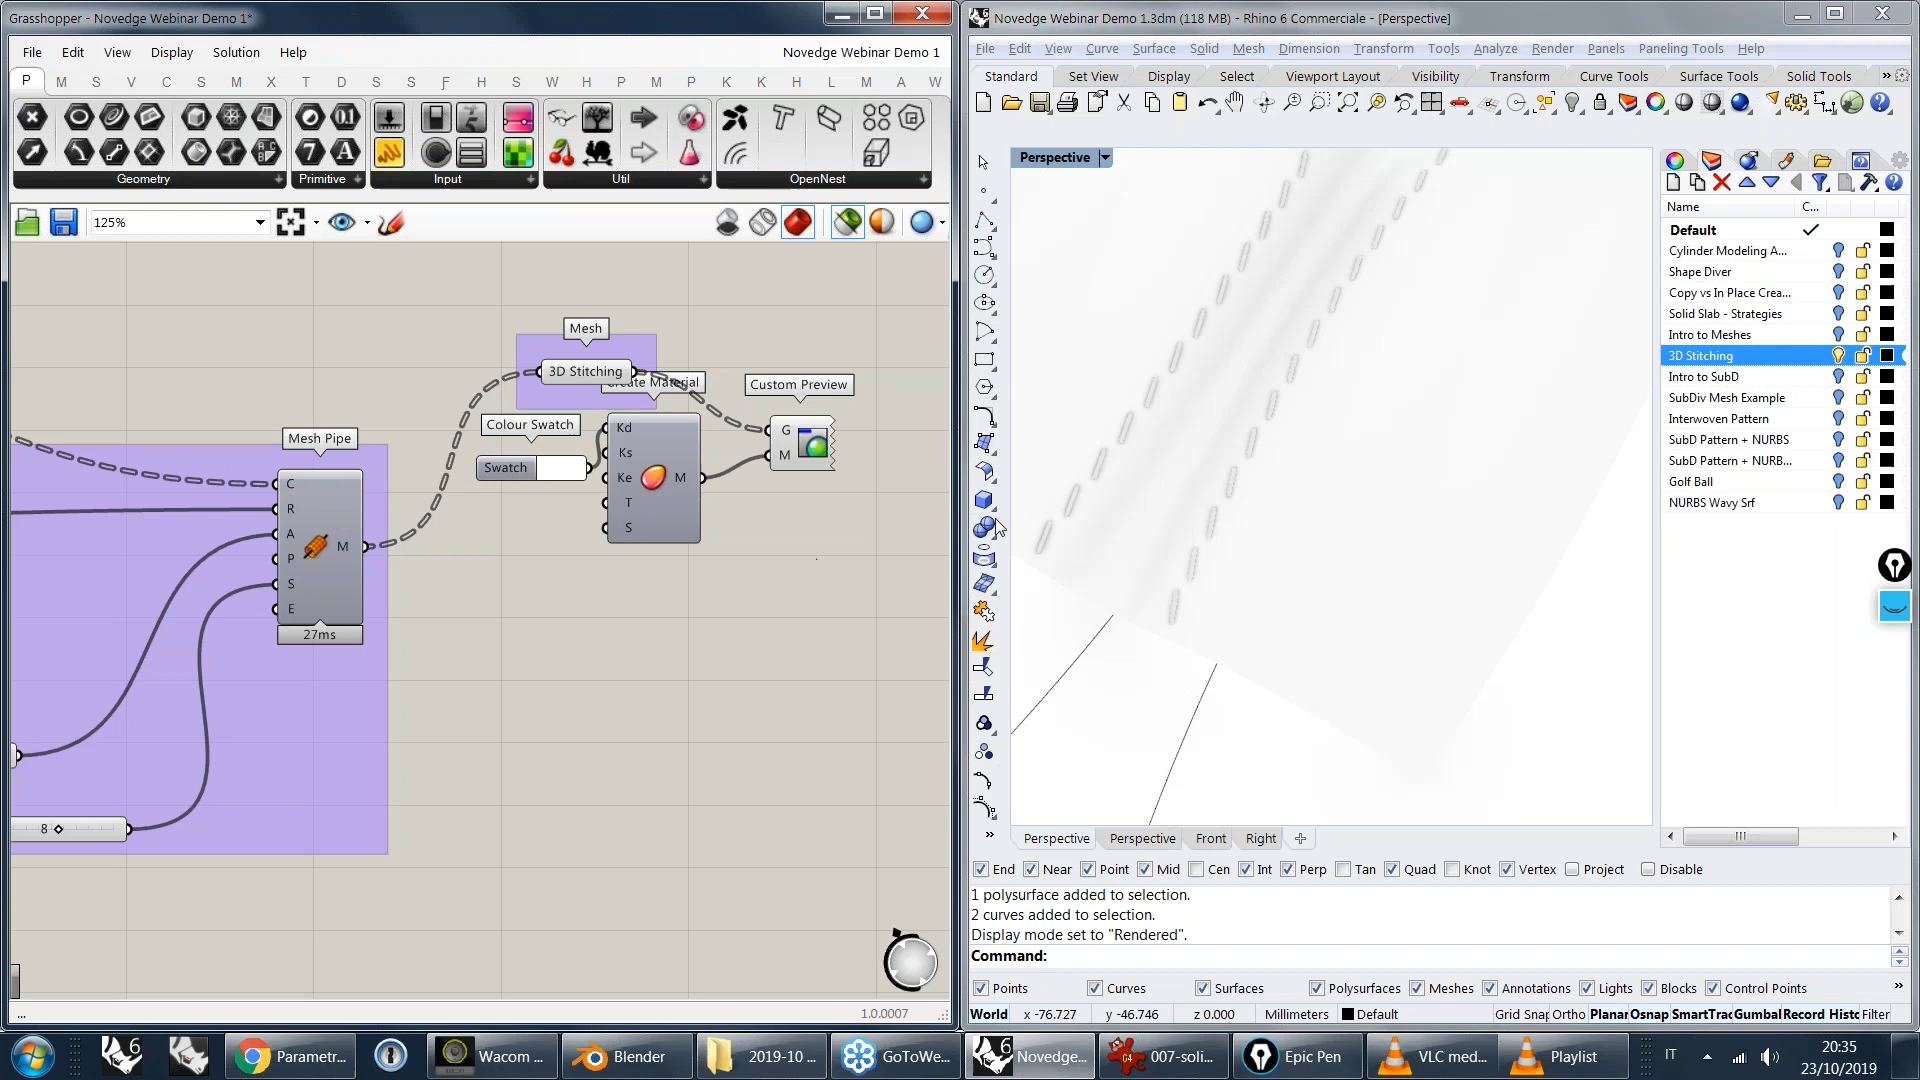 Grasshopper - Novedge Webinar Demo 1*
File Edit View Display Solution Help
Novedge Webinar Demo 1
P M S V C S M X T D S S F H S W H P M P K K H L M A W
Geometry
Primitive
Input
Util
OpenNest
125%
Mesh
3D Stitching
Create Material
Custom Preview
Colour Swatch
Swatch
Kd
Ks
Ke
T
S
M
G
M
Mesh Pipe
C
R
A
P
S
E
M
27ms
8
...
1.0.0007
Novedge Webinar Demo 1.3dm (118 MB) - Rhino 6 Commerciale - [Perspective]
File Edit View Curve Surface Solid Mesh Dimension Transform Tools Analyze Render Panels Paneling Tools Help
Standard Set View Display Select Viewport Layout Visibility Transform Curve Tools Surface Tools Solid Tools »
Perspective
Name C...
Default
Cylinder Modeling A...
Shape Diver
Copy vs In Place Crea...
Solid Slab - Strategies
Intro to Meshes
3D Stitching
Intro to SubD
SubDiv Mesh Example
Interwoven Pattern
SubD Pattern + NURBS
SubD Pattern + NURB...
Golf Ball
NURBS Wavy Srf
Perspective Perspective Front Right
End Near Point Mid Cen Int Perp Tan Quad Knot Vertex Project Disable
1 polysurface added to selection.
2 curves added to selection.
Display mode set to "Rendered".
Command:
Points Curves Surfaces Polysurfaces Meshes Annotations Lights Blocks Control Points »
World x -76.727 y -46.746 z 0.000 Millimeters Default Grid Snap Ortho Planar Osnap SmartTrac Gumbal Record Histo Filter
Parametr... Wacom ... Blender 2019-10 ... GoToWe... Novedge... 007-soli... Epic Pen VLC med... Playlist IT
20:35
23/10/2019